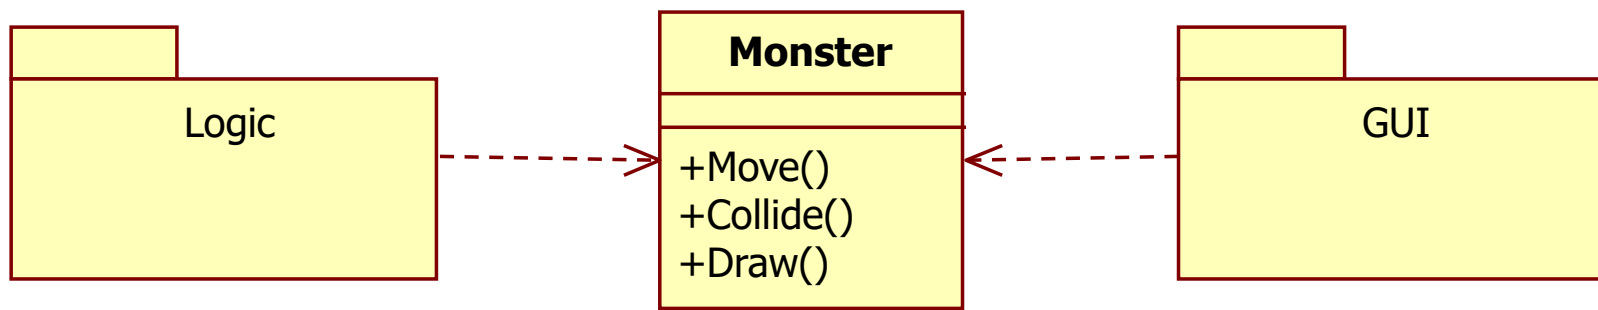 Logic
Monster
+Move()
+Collide()
+Draw()
GUI